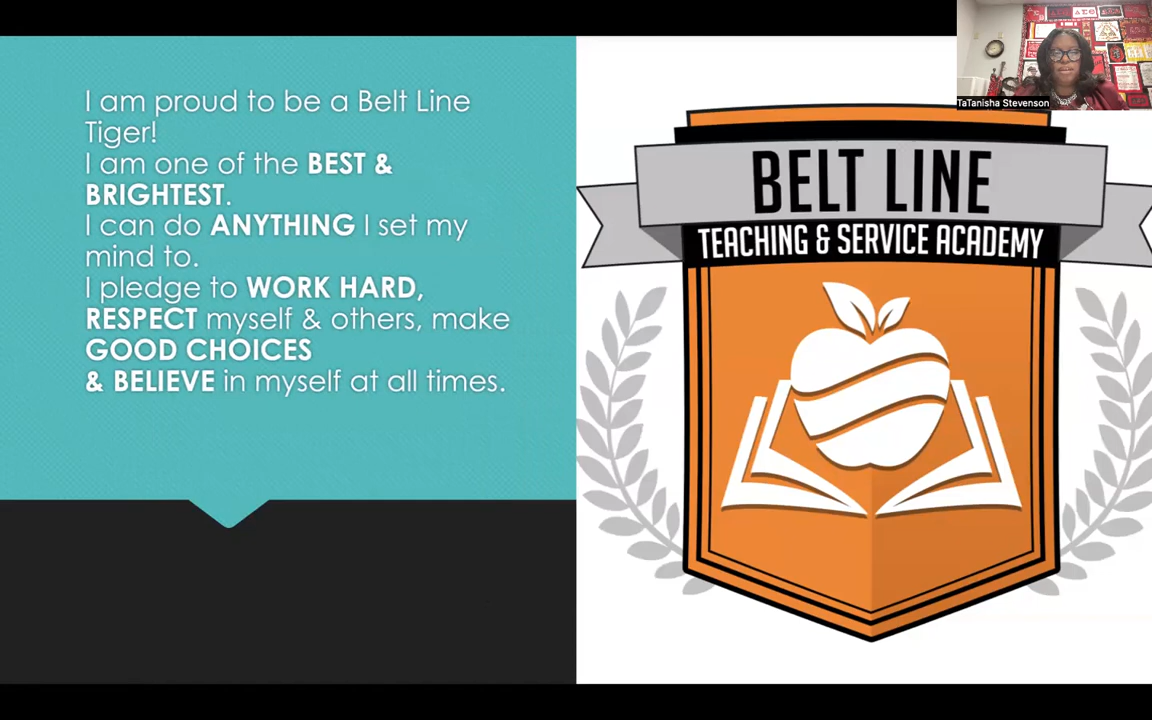 I am proud to be a Belt Line
Tiger!
I am one of the BEST &
BRIGHTEST.
I can do ANYTHING I set my
mind to.
I pledge to WORK HARD,
RESPECT myself & others, make
GOOD CHOICES
& BELIEVE in myself at all times.
BELT LINE
TEACHING & SERVICE ACADEMY
TaTanisha Stevenson